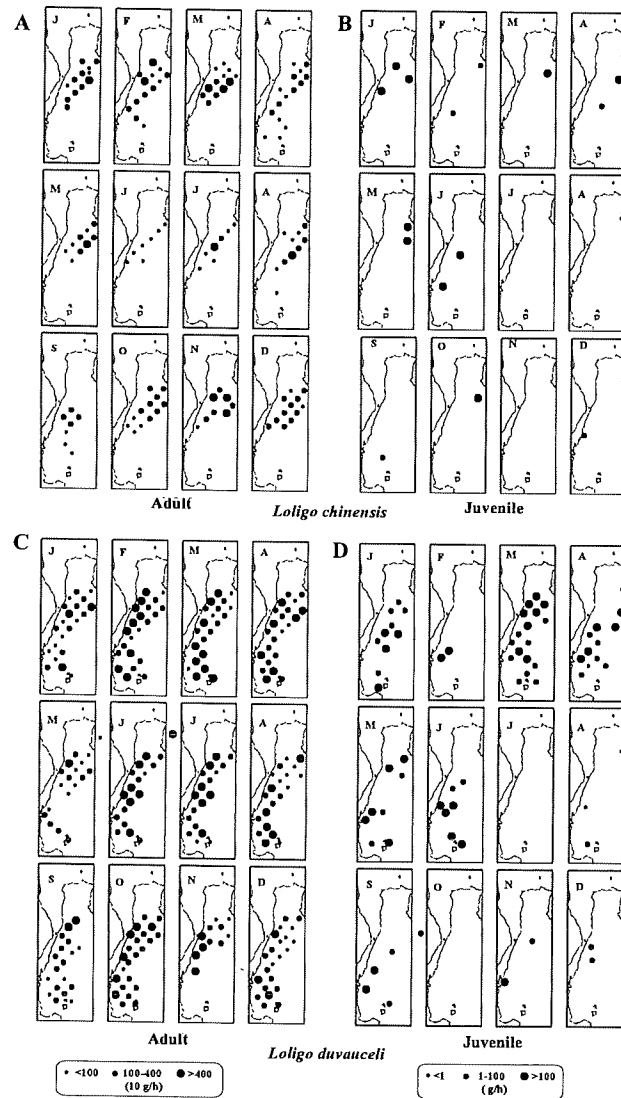 A
B
J F M A
J F M A
M J J A
M J J A
S O N D
S O N D
Adult
Juvenile
Loligo chinensis
C
D
J F M A
J F M A
M J J A
M J J A
S O N D
S O N D
Adult
Juvenile
Loligo duvauceli
<100 100-400 >400
(10 g/h)
<1 1-100 >100
( g/h)